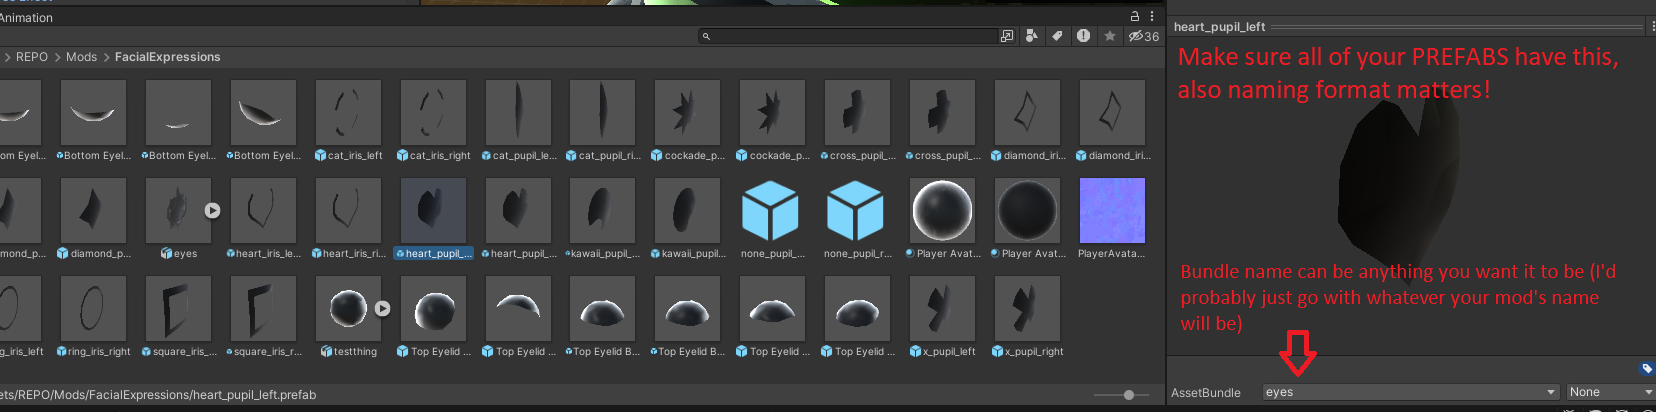 Animation
36
REPO Mods FacialExpressions
heart_pupil_left
Make sure all of your PREFABS have this,
also naming format matters!
om Eyel... Bottom Eyel... Bottom Eyel... Bottom Eyel... cat_iris_left cat_iris_right cat_pupil_le... cat_pupil_ri... cockade_p... cockade_p... cross_pupil_... cross_pupil_... diamond_iri... diamond_iri...
mond_p... diamond_p... eyes heart_iris_le... heart_iris_ri... heart_pupil_... heart_pupil_... kawaii_pupil_... kawaii_pupil... none_pupil_... none_pupil_r... Player Avat... Player Avat... PlayerAvata...
Bundle name can be anything you want it to be (I'd
probably just go with whatever your mod's name
will be)
ng_iris_left ring_iris_right square_iris_... square_iris_r... testthing Top Eyelid ... Top Eyelid ... Top Eyelid B... Top Eyelid B... Top Eyelid ... Top Eyelid ... x_pupil_left x_pupil_right
ets/REPO/Mods/FacialExpressions/heart_pupil_left.prefab
AssetBundle eyes None